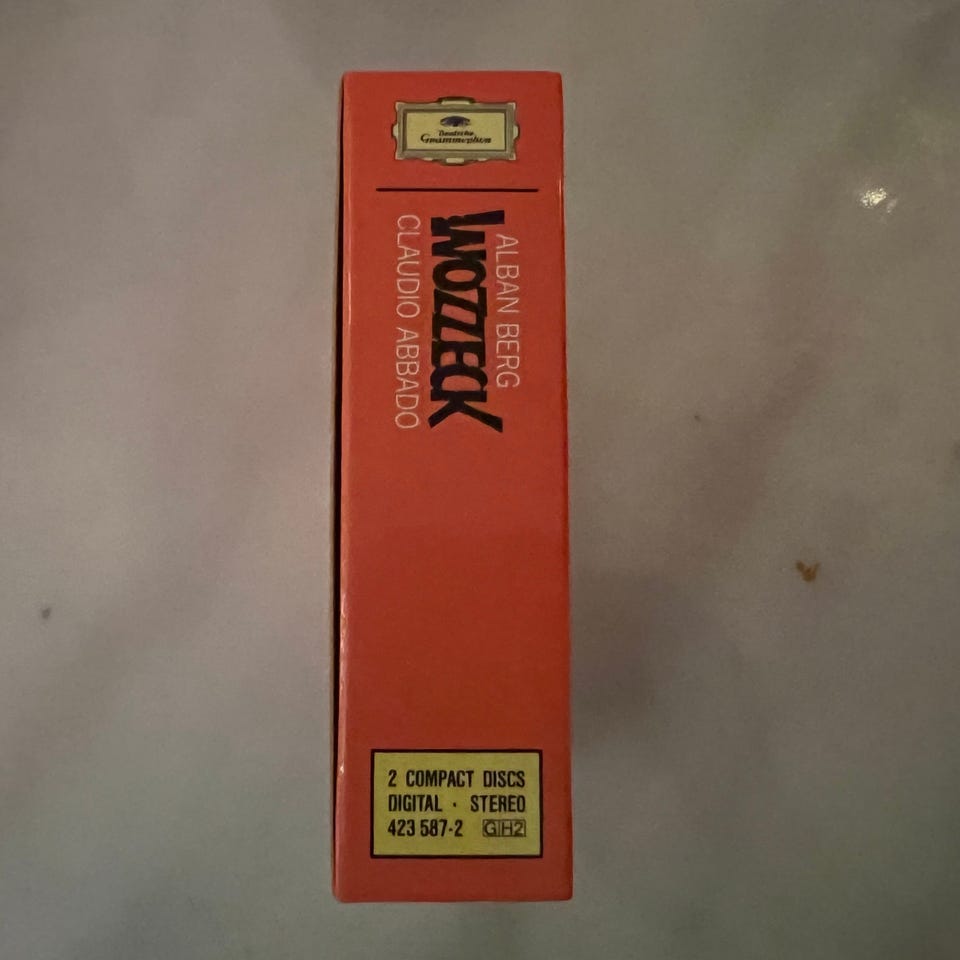 Deutsche
Grammophon
ALBAN BERG
WOZZECK
CLAUDIO ABBADO
2 COMPACT DISCS
DIGITAL · STEREO
423 587-2 GH2